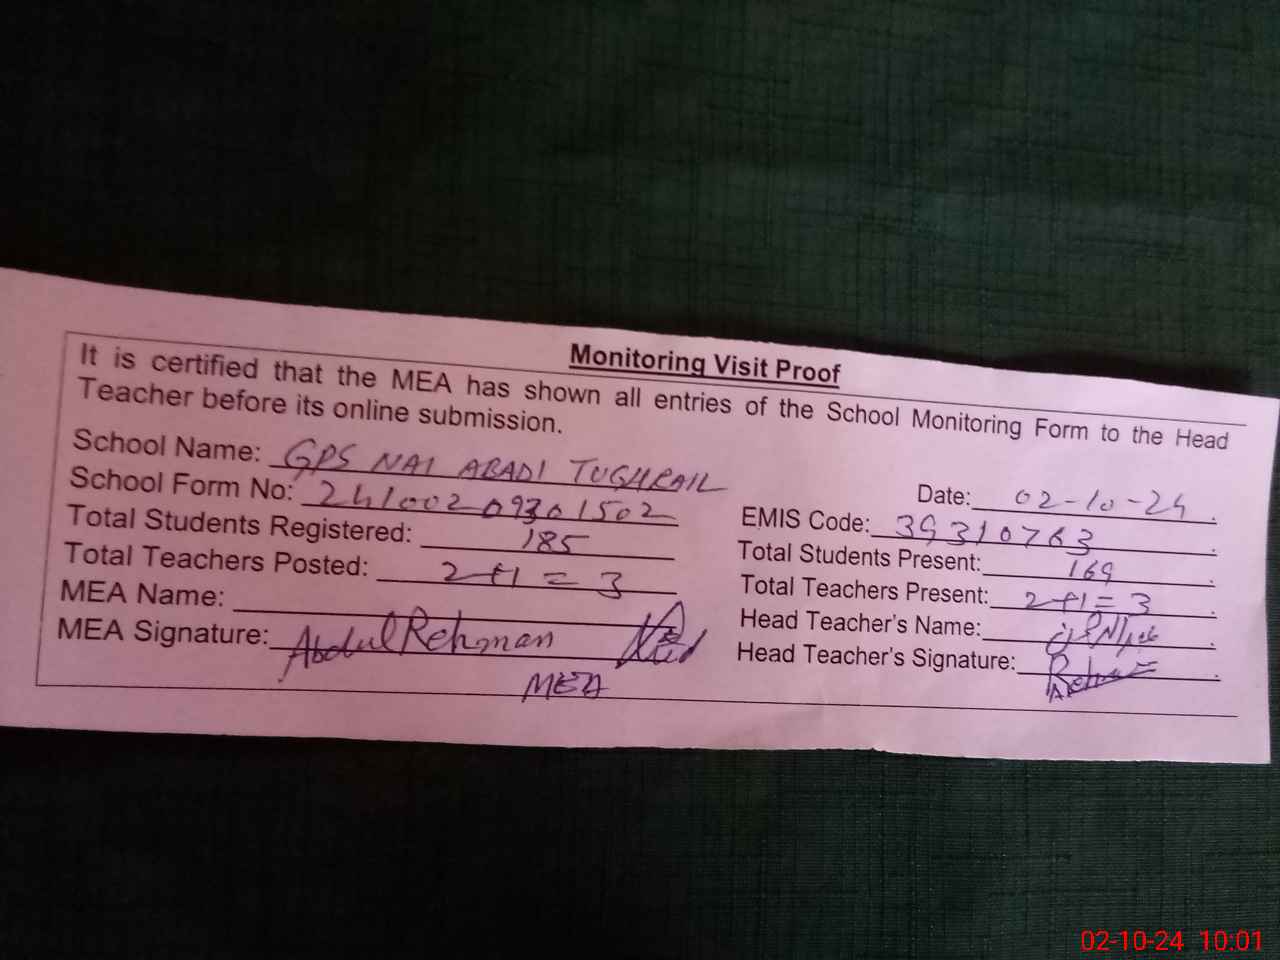 Monitoring Visit Proof
It is certified that the MEA has shown all entries of the School Monitoring Form to the Head
Teacher before its online submission.
School Name: GPS NAI ABADI TUGHRAIL
Date: 02-10-24
School Form No: 24100209301502
EMIS Code: 39310763
Total Students Registered: 185
Total Students Present: 169
Total Teachers Posted: 2+1=3
Total Teachers Present: 2+1=3
MEA Name:
Head Teacher's Name:
MEA Signature: Abdul Rehman
Head Teacher's Signature:
MEA
02-10-24 10:01